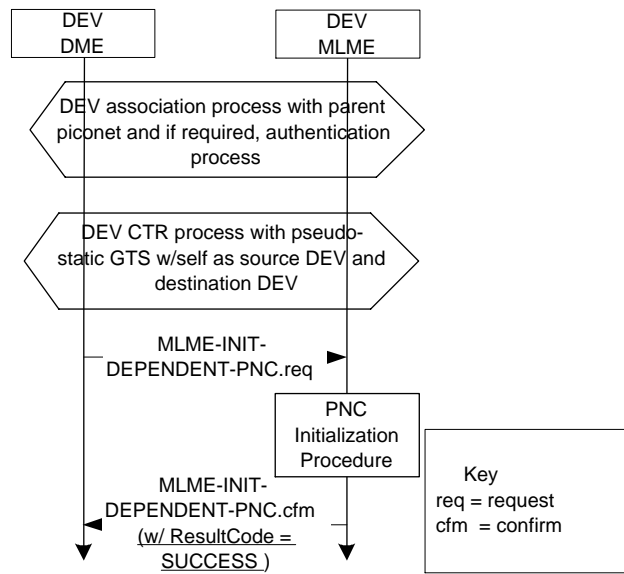 DEV
DME
DEV
MLME
DEV association process with parent
piconet and if required, authentication
process
DEV CTR process with pseudo-
static GTS w/self as source DEV and
destination DEV
MLME-INIT-
DEPENDENT-PNC.req
PNC
Initialization
Procedure
MLME-INIT-
DEPENDENT-PNC.cfm
(w/ ResultCode =
SUCCESS )
Key
req = request
cfm = confirm